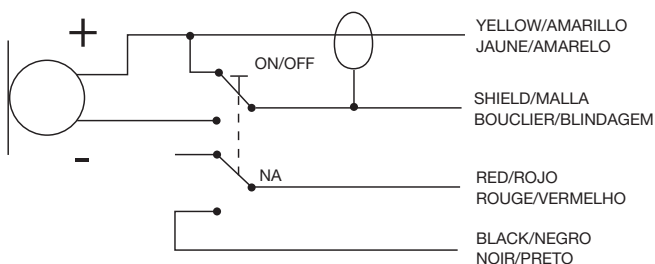 +
YELLOW/AMARILLO
JAUNE/AMARELO
ON/OFF
SHIELD/MALLA
BOUCLIER/BLINDAGEM
-
NA
RED/ROJO
ROUGE/VERMELHO
BLACK/NEGRO
NOIR/PRETO